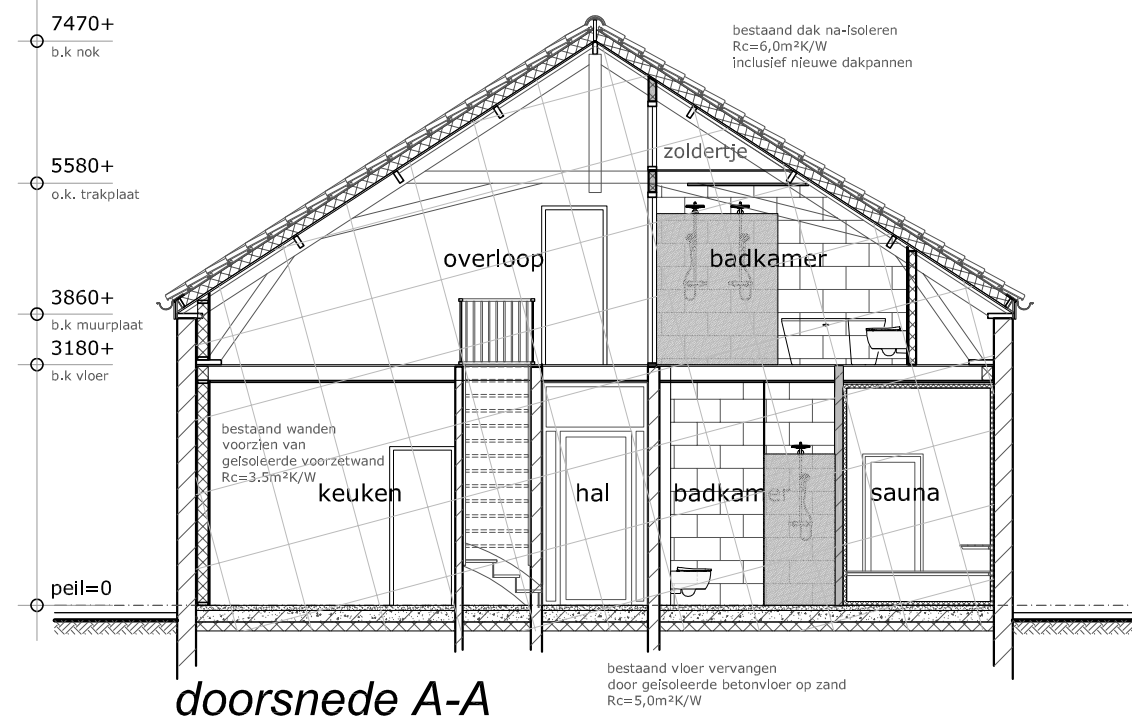 7470+
b.k nok
bestaand dak na-isoleren
Rc=6,0m²K/W
inclusief nieuwe dakpannen
5580+
o.k. trakplaat
zoldertje
overloop
badkamer
3860+
b.k muurplaat
3180+
b.k vloer
bestaand wanden
voorzien van
geisoleerde voorzetwand
Rc=3.5m²K/W
keuken
hal
badkamer
sauna
peil=0
bestaand vloer vervangen
door geisoleerde betonvloer op zand
Rc=5,0m²K/W
doorsnede A-A